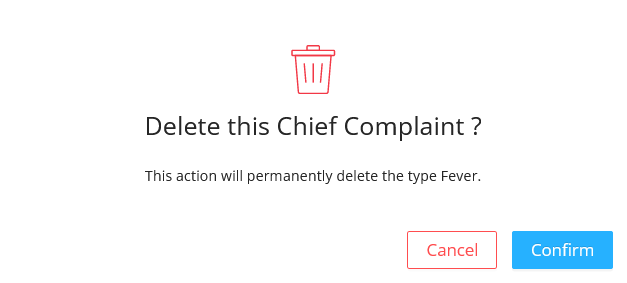 Delete this Chief Complaint ?
This action will permanently delete the type Fever.
Cancel Confirm